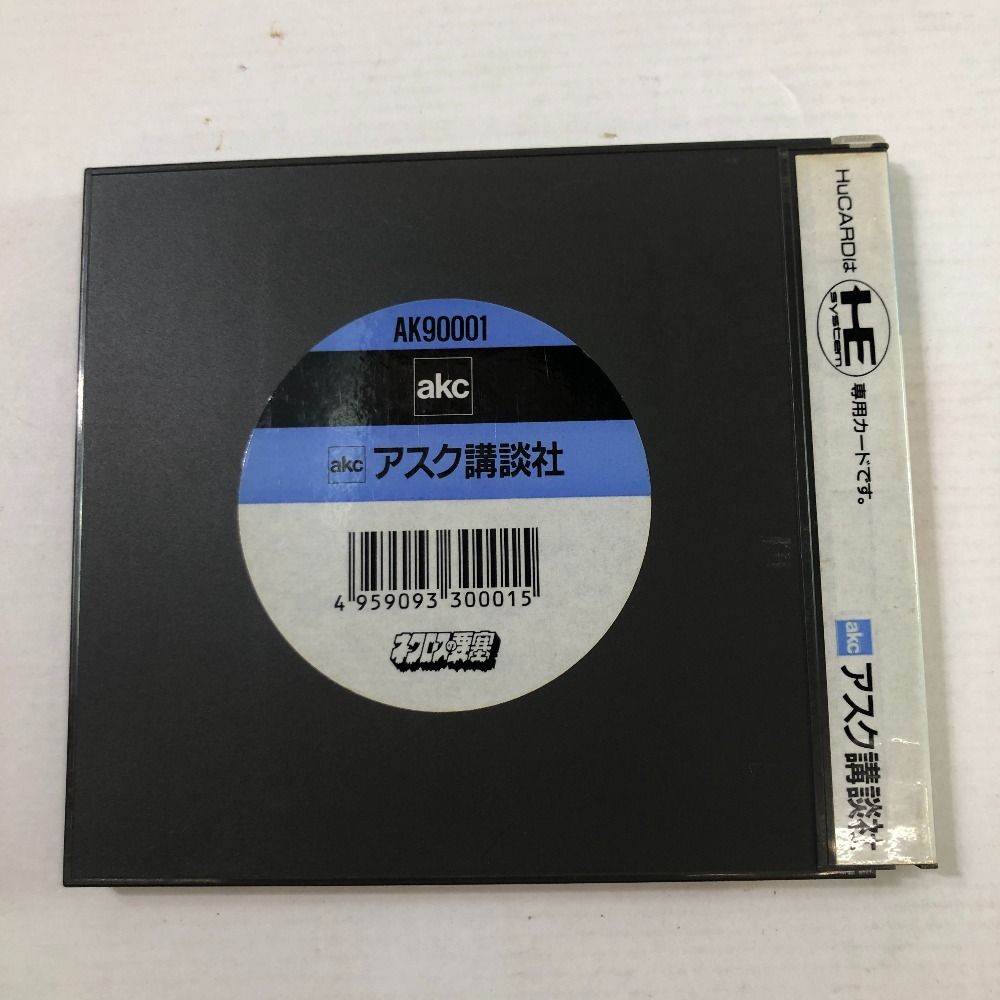 AK90001
akc
akc アスク講談社
4 959093 300015
ネクロスの要塞
HuCARDは HE system 専用カードです。
akc アスク講談社